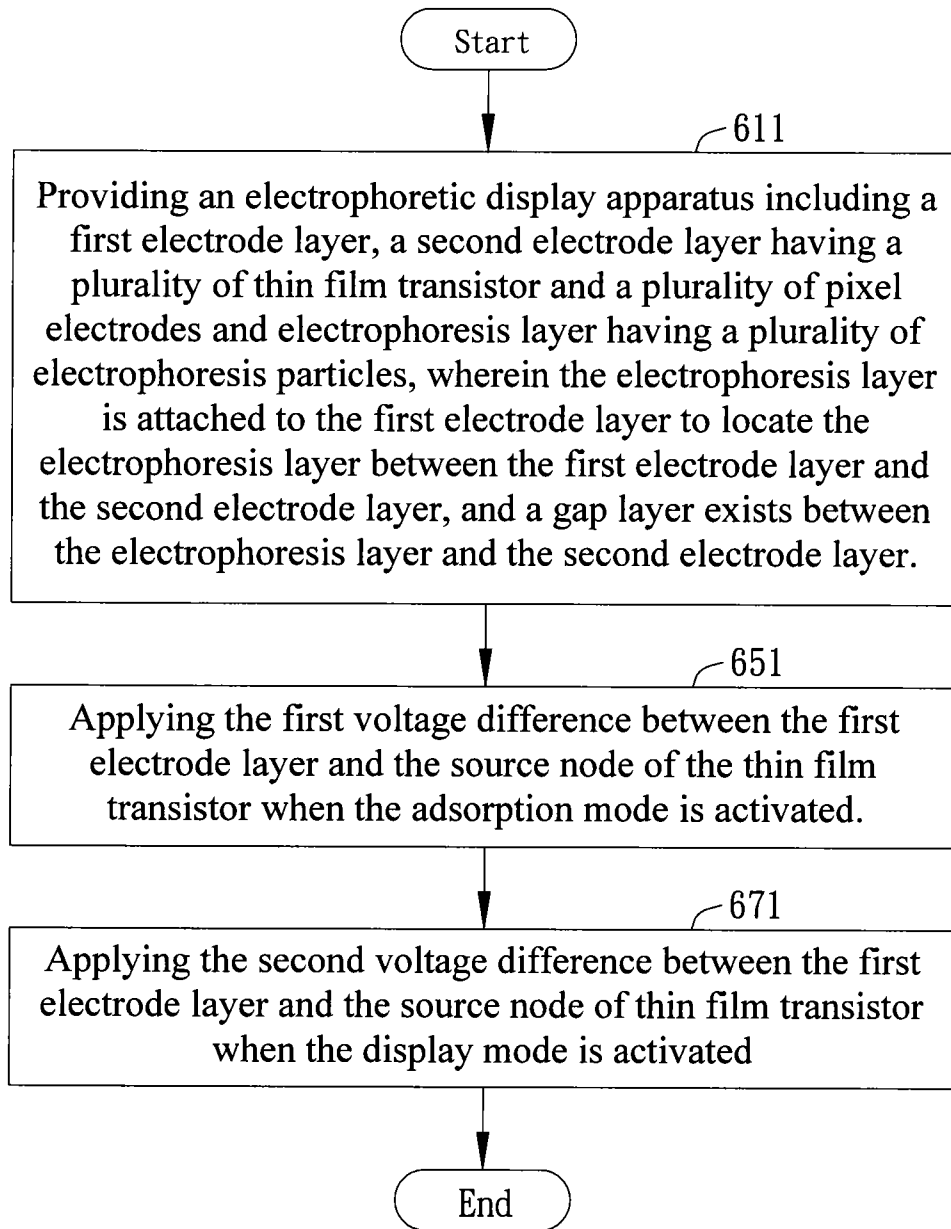 Start
611
Providing an electrophoretic display apparatus including a
first electrode layer, a second electrode layer having a
plurality of thin film transistor and a plurality of pixel
electrodes and electrophoresis layer having a plurality of
electrophoresis particles, wherein the electrophoresis layer
is attached to the first electrode layer to locate the
electrophoresis layer between the first electrode layer and
the second electrode layer, and a gap layer exists between
the electrophoresis layer and the second electrode layer.
651
Applying the first voltage difference between the first
electrode layer and the source node of the thin film
transistor when the adsorption mode is activated.
671
Applying the second voltage difference between the first
electrode layer and the source node of thin film transistor
when the display mode is activated
End